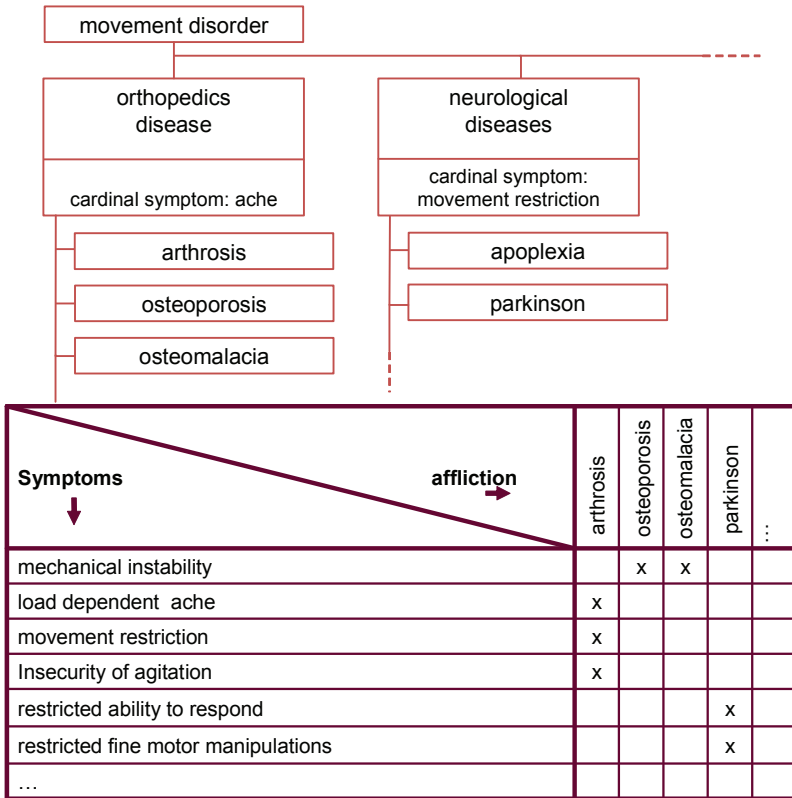 movement disorder
orthopedics
disease
cardinal symptom: ache
neurological
diseases
cardinal symptom:
movement restriction
arthrosis
osteoporosis
osteomalacia
apoplexia
parkinson
Symptoms
affliction
arthrosis
osteoporosis
osteomalacia
parkinson
...
mechanical instability x x
load dependent ache x
movement restriction x
Insecurity of agitation x
restricted ability to respond x
restricted fine motor manipulations x
...